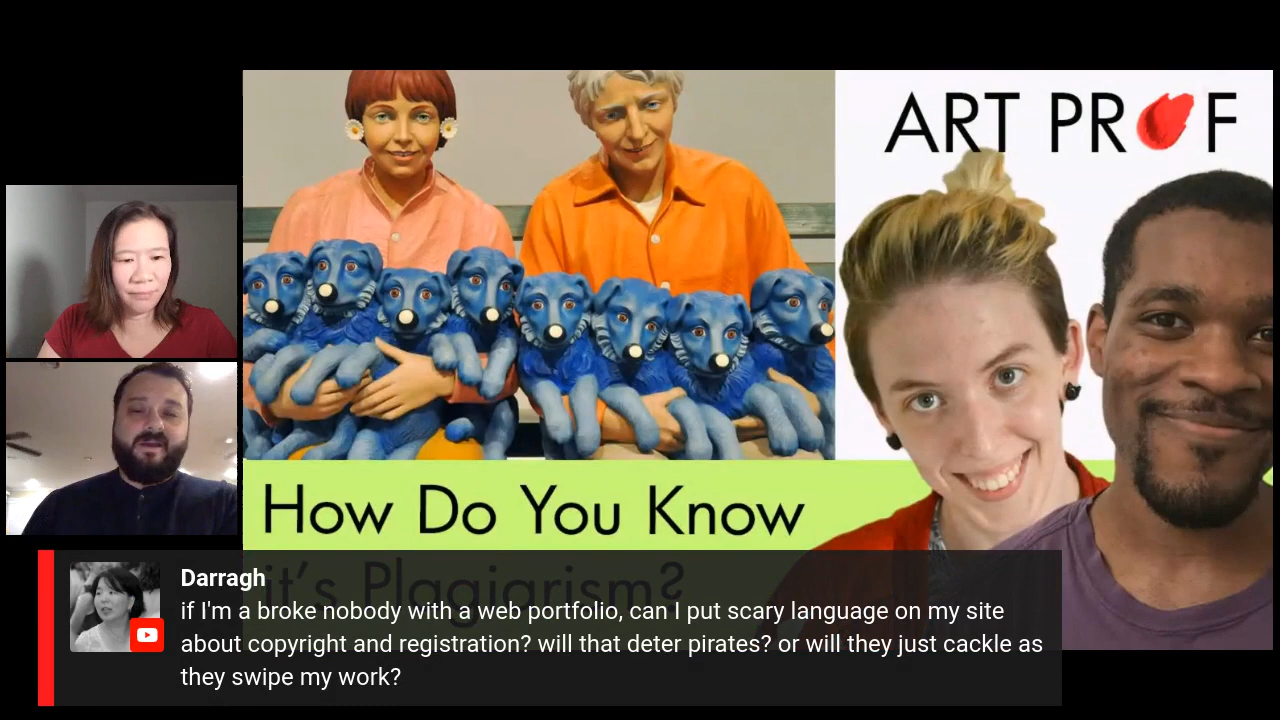 ART PROF
How Do You Know
it's Plagiarism?
Darragh
if I'm a broke nobody with a web portfolio, can I put scary language on my site
about copyright and registration? will that deter pirates? or will they just cackle as
they swipe my work?